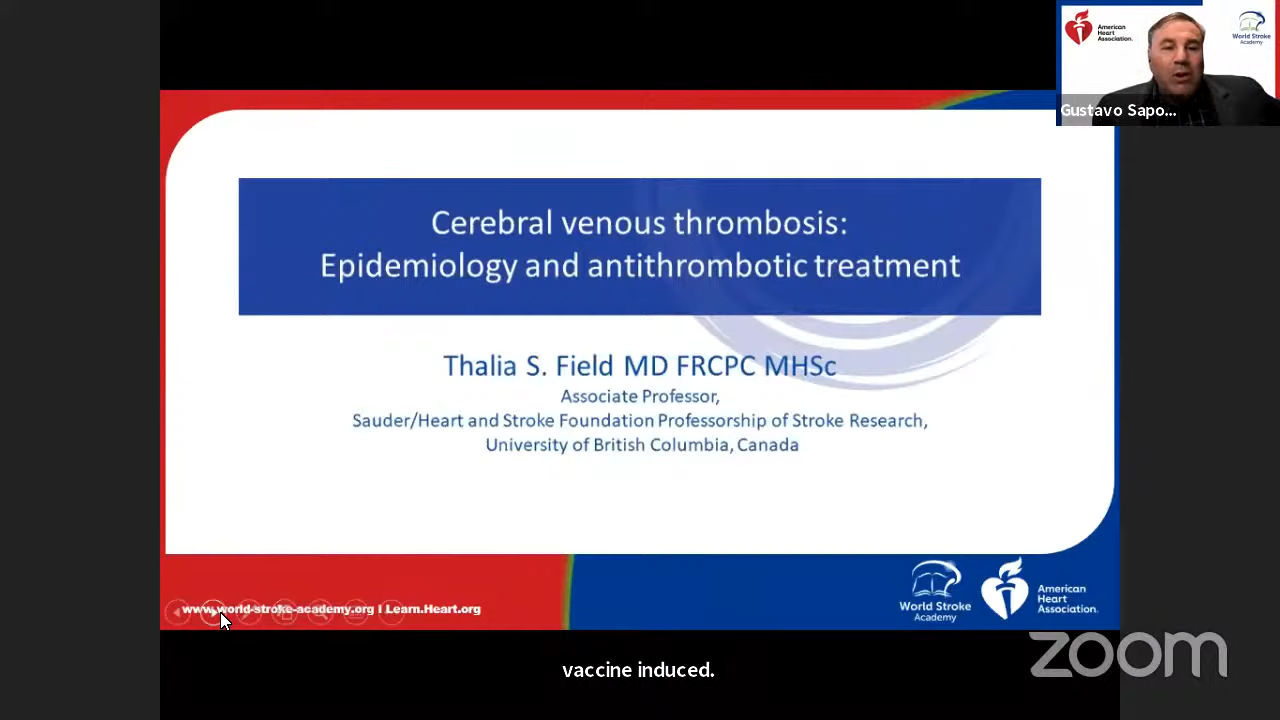 American
Heart
Association.
World Stroke
Academy
Gustavo Sapo...
Cerebral venous thrombosis:
Epidemiology and antithrombotic treatment
Thalia S. Field MD FRCPC MHSc
Associate Professor,
Sauder/Heart and Stroke Foundation Professorship of Stroke Research,
University of British Columbia, Canada
www.world-stroke-academy.org I Learn.Heart.org
World Stroke
Academy
American
Heart
Association.
zoom
vaccine induced.